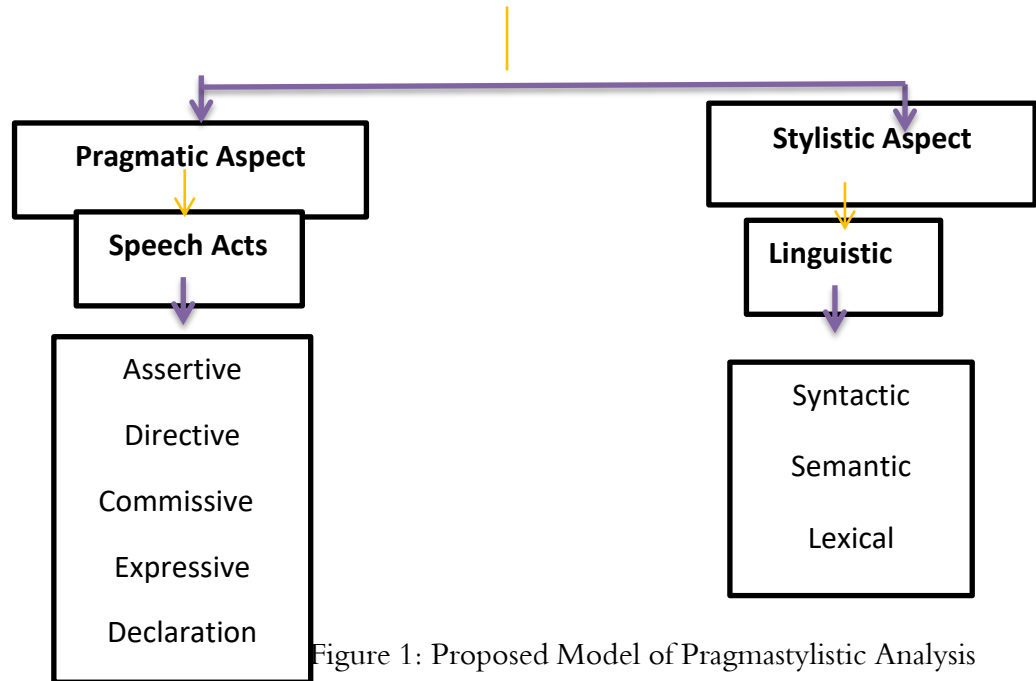 Pragmatic Aspect
Speech Acts
Assertive
Directive
Commissive
Expressive
Declaration
Stylistic Aspect
Linguistic
Syntactic
Semantic
Lexical
Figure 1: Proposed Model of Pragmastylistic Analysis